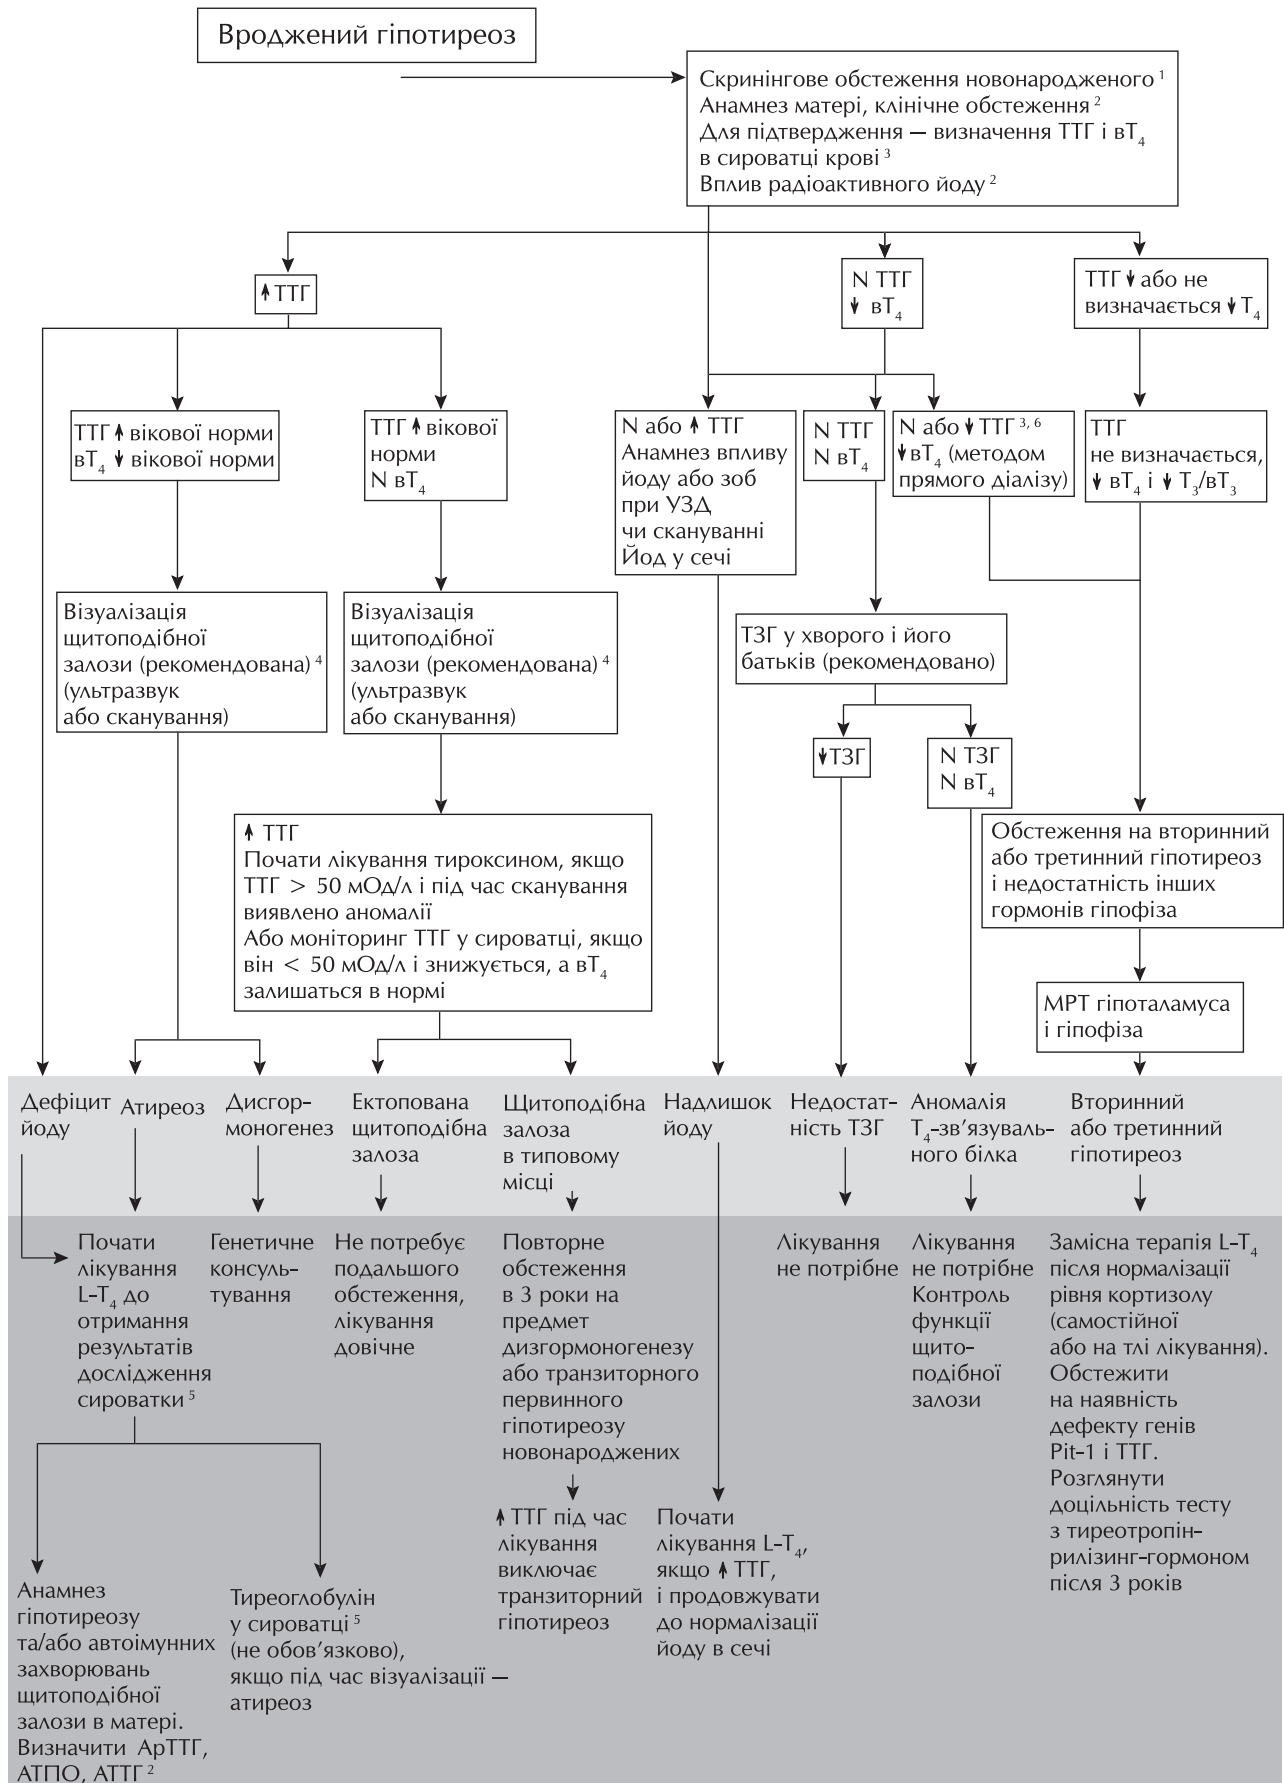 Вроджений гіпотиреоз
Скринінгове обстеження новонародженого ¹
Анамнез матері, клінічне обстеження ²
Для підтвердження — визначення ТТГ і вТ₄
в сироватці крові ³
Вплив радіоактивного йоду ²
↑ ТТГ
N ТТГ
↓ вТ₄
ТТГ ↓ або не
визначається ↓ Т₄
ТТГ ↑ вікової норми
вТ₄ ↓ вікової норми
ТТГ ↑ вікової
норми
N вТ₄
N або ↑ ТТГ
Анамнез впливу
йоду або зоб
при УЗД
чи скануванні
Йод у сечі
N ТТГ
N вТ₄
N або ↓ ТТГ ³, ⁶
↓ вТ₄ (методом
прямого діалізу)
ТТГ
не визначається,
↓ вТ₄ і ↓ Т₃/вТ₃
Візуалізація
щитоподібної
залози (рекомендована) ⁴
(ультразвук
або сканування)
Візуалізація
щитоподібної
залози (рекомендована) ⁴
(ультразвук
або сканування)
ТЗГ у хворого і його
батьків (рекомендовано)
↓ ТЗГ
N ТЗГ
N вТ₄
↑ ТТГ
Почати лікування тироксином, якщо
ТТГ > 50 мОд/л і під час сканування
виявлено аномалії
Або моніторинг ТТГ у сироватці, якщо
він < 50 мОд/л і знижується, а вТ₄
залишаться в нормі
Обстеження на вторинний
або третинний гіпотиреоз
і недостатність інших
гормонів гіпофіза
МРТ гіпоталамуса
і гіпофіза
Дефіцит
йоду
Атиреоз
Дисгор-
моногенез
Ектопована
щитоподібна
залоза
Щитоподібна
залоза
в типовому
місці
Надлишок
йоду
Недостат-
ність ТЗГ
Аномалія
Т₄-зв’язуваль-
ного білка
Вторинний
або третинний
гіпотиреоз
Почати
лікування
L-Т₄ до
отримання
результатів
дослідження
сироватки ⁵
Генетичне
консуль-
тування
Не потребує
подальшого
обстеження,
лікування
довічне
Повторне
обстеження
в 3 роки на
предмет
дизгормоногенезу
або транзиторного
первинного
гіпотиреозу
новонароджених
Лікування
не потрібне
Лікування
не потрібне
Контроль
функції
щито-
подібної
залози
Замісна терапія L-Т₄
після нормалізації
рівня кортизолу
(самостійної
або на тлі лікування).
Обстежити
на наявність
дефекту генів
Pit-1 і ТТГ.
Розглянути
доцільність тесту
з тиреотропін-
рилізинг-гормоном
після 3 років
↑ ТТГ під час
лікування
виключає
транзиторний
гіпотиреоз
Почати
лікування L-Т₄,
якщо ↑ ТТГ,
і продовжувати
до нормалізації
йоду в сечі
Анамнез
гіпотиреозу
та/або автоімунних
захворювань
щитоподібної
залози в матері.
Визначити АрТТГ,
АТПО, АТТГ ²
Тиреоглобулін
у сироватці ⁵
(не обов’язково),
якщо під час візуалізації —
атиреоз